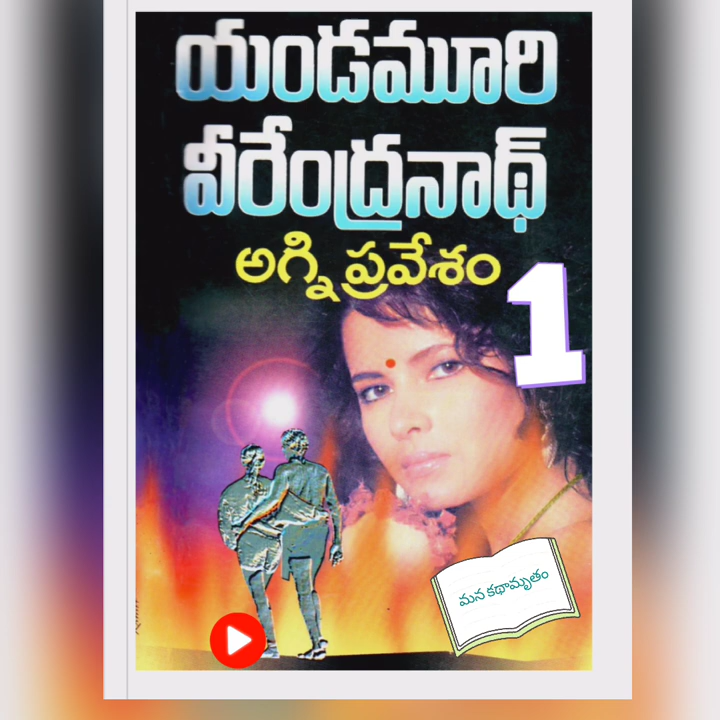 యండమూరి
వీరేంద్రనాథ్
అగ్ని ప్రవేశం
1
మన కథామృతం